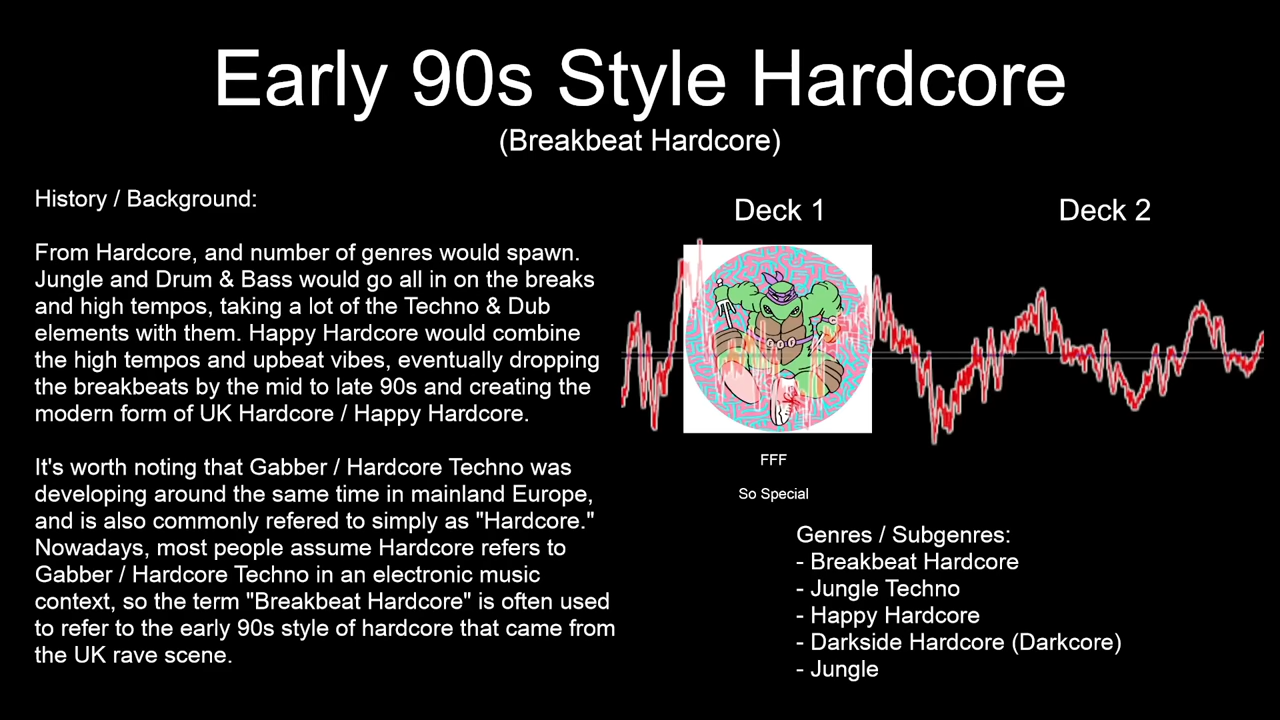 Early 90s Style Hardcore
(Breakbeat Hardcore)
History / Background:
From Hardcore, and number of genres would spawn.
Jungle and Drum & Bass would go all in on the breaks
and high tempos, taking a lot of the Techno & Dub
elements with them. Happy Hardcore would combine
the high tempos and upbeat vibes, eventually dropping
the breakbeats by the mid to late 90s and creating the
modern form of UK Hardcore / Happy Hardcore.
It's worth noting that Gabber / Hardcore Techno was
developing around the same time in mainland Europe,
and is also commonly refered to simply as "Hardcore."
Nowadays, most people assume Hardcore refers to
Gabber / Hardcore Techno in an electronic music
context, so the term "Breakbeat Hardcore" is often used
to refer to the early 90s style of hardcore that came from
the UK rave scene.
Deck 1
Deck 2
FFF
So Special
Genres / Subgenres:
- Breakbeat Hardcore
- Jungle Techno
- Happy Hardcore
- Darkside Hardcore (Darkcore)
- Jungle